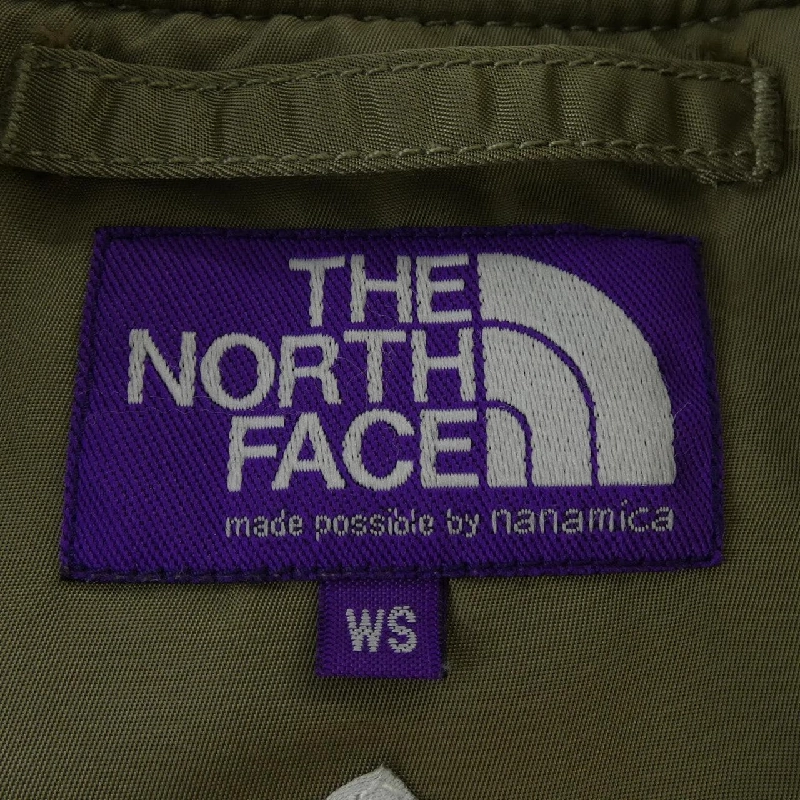 THE
NORTH
FACE
made possible by nanamica
WS